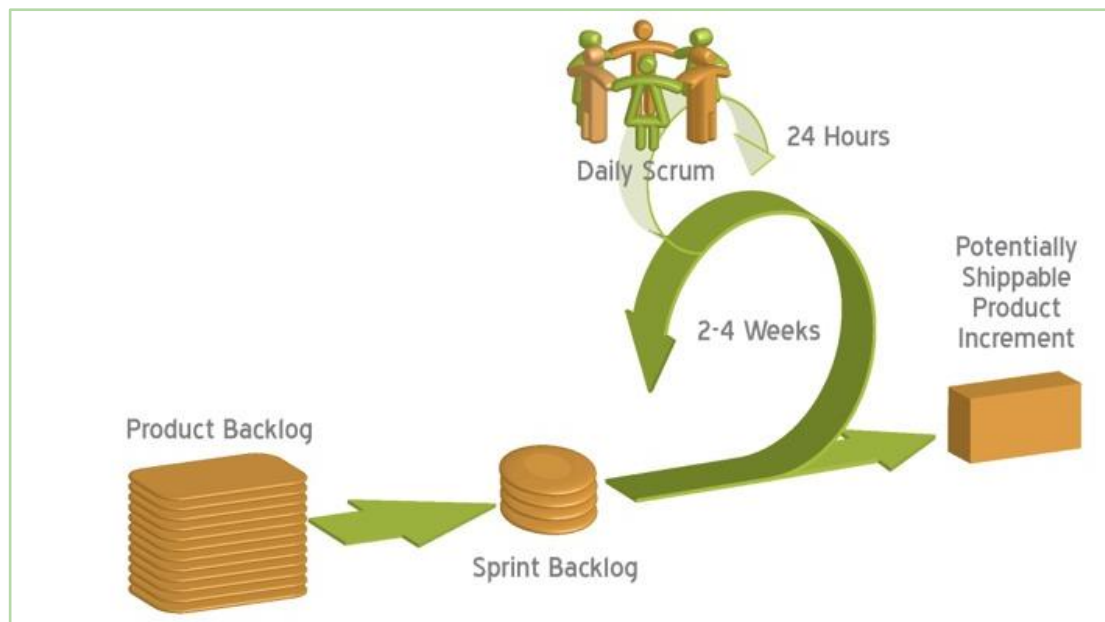 Daily Scrum
24 Hours
2-4 Weeks
Potentially
Shippable
Product
Increment
Product Backlog
Sprint Backlog